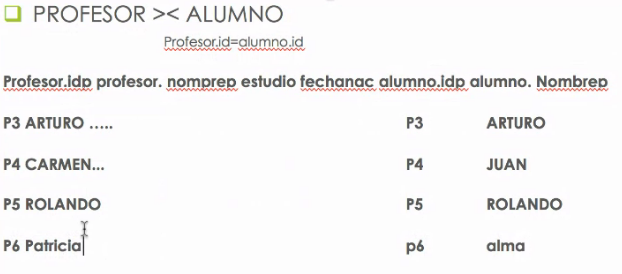 PROFESOR >< ALUMNO
Profesor.id=alumno.id
Profesor.idp profesor. nomprep estudio fechanac alumno.idp alumno. Nombrep
P3 ARTURO ….. P3 ARTURO
P4 CARMEN... P4 JUAN
P5 ROLANDO P5 ROLANDO
P6 Patricia p6 alma